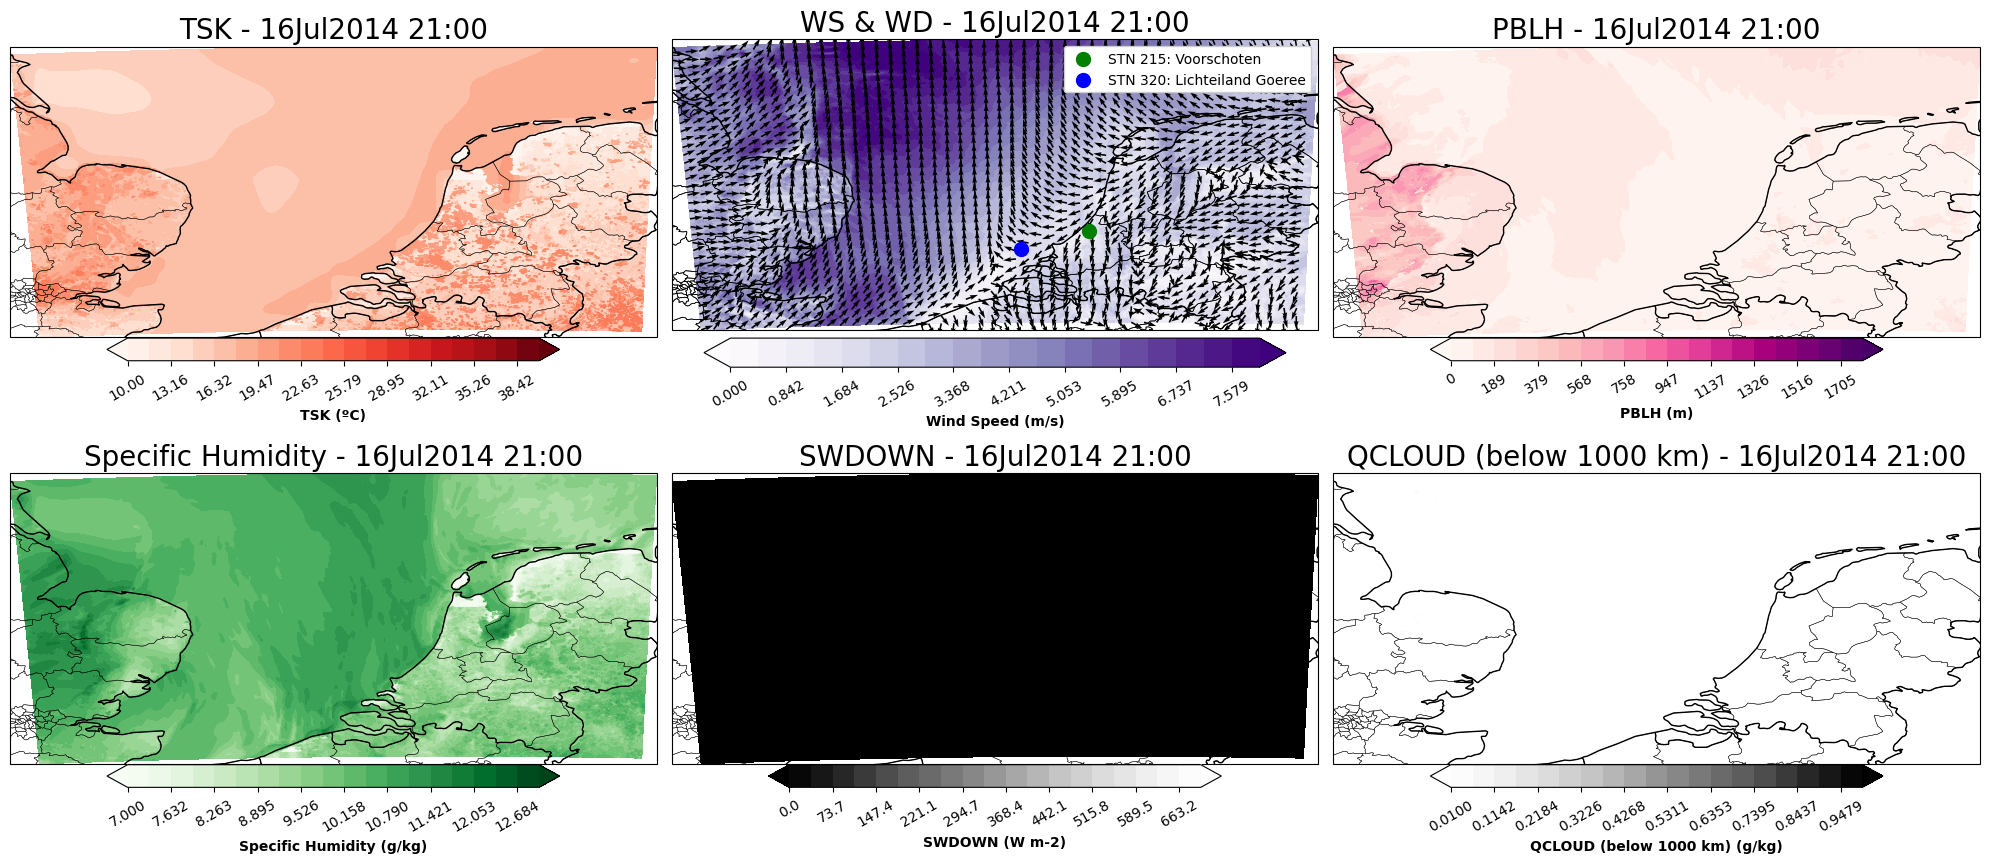 TSK - 16Jul2014 21:00
WS & WD - 16Jul2014 21:00
PBLH - 16Jul2014 21:00
STN 215: Voorschoten
STN 320: Lichteiland Goeree
10.00 13.16 16.32 19.47 22.63 25.79 28.95 32.11 35.26 38.42
TSK (ºC)
0.000 0.842 1.684 2.526 3.368 4.211 5.053 5.895 6.737 7.579
Wind Speed (m/s)
0 189 379 568 758 947 1137 1326 1516 1705
PBLH (m)
Specific Humidity - 16Jul2014 21:00
SWDOWN - 16Jul2014 21:00
QCLOUD (below 1000 km) - 16Jul2014 21:00
7.000 7.632 8.263 8.895 9.526 10.158 10.790 11.421 12.053 12.684
Specific Humidity (g/kg)
0.0 73.7 147.4 221.1 294.7 368.4 442.1 515.8 589.5 663.2
SWDOWN (W m-2)
0.0100 0.1142 0.2184 0.3226 0.4268 0.5311 0.6353 0.7395 0.8437 0.9479
QCLOUD (below 1000 km) (g/kg)